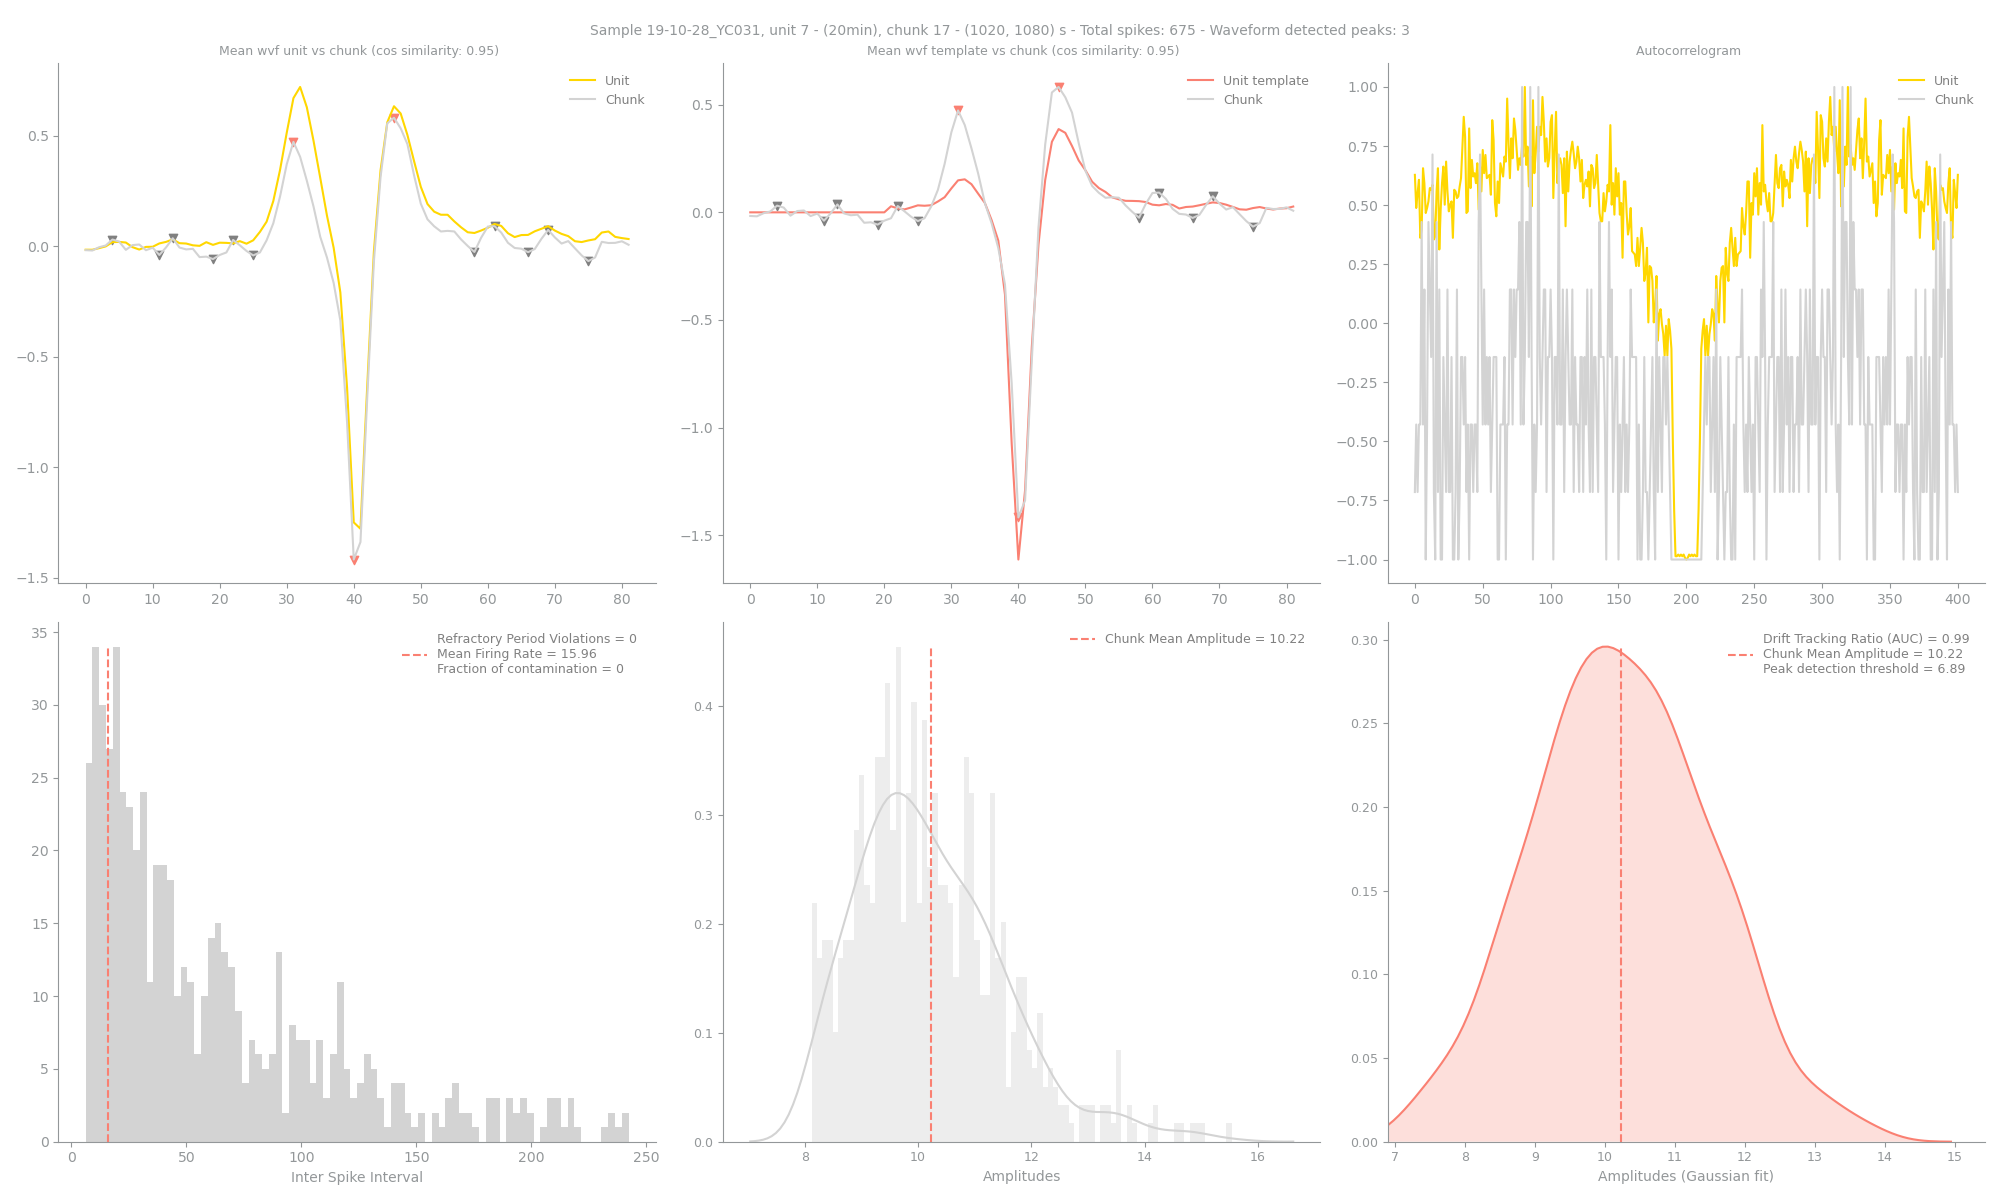 Sample 19-10-28_YC031, unit 7 - (20min), chunk 17 - (1020, 1080) s - Total spikes: 675 - Waveform detected peaks: 3
Mean wvf unit vs chunk (cos similarity: 0.95)
Unit
Chunk
0.5
0.0
−0.5
−1.0
−1.5
0 10 20 30 40 50 60 70 80
Mean wvf template vs chunk (cos similarity: 0.95)
Unit template
Chunk
0.5
0.0
−0.5
−1.0
−1.5
0 10 20 30 40 50 60 70 80
Autocorrelogram
Unit
Chunk
1.00
0.75
0.50
0.25
0.00
−0.25
−0.50
−0.75
−1.00
0 50 100 150 200 250 300 350 400
Refractory Period Violations = 0
Mean Firing Rate = 15.96
Fraction of contamination = 0
35
30
25
20
15
10
5
0
0 50 100 150 200 250
Inter Spike Interval
Chunk Mean Amplitude = 10.22
0.4
0.3
0.2
0.1
0.0
8 10 12 14 16
Amplitudes
Drift Tracking Ratio (AUC) = 0.99
Chunk Mean Amplitude = 10.22
Peak detection threshold = 6.89
0.30
0.25
0.20
0.15
0.10
0.05
0.00
7 8 9 10 11 12 13 14 15
Amplitudes (Gaussian fit)